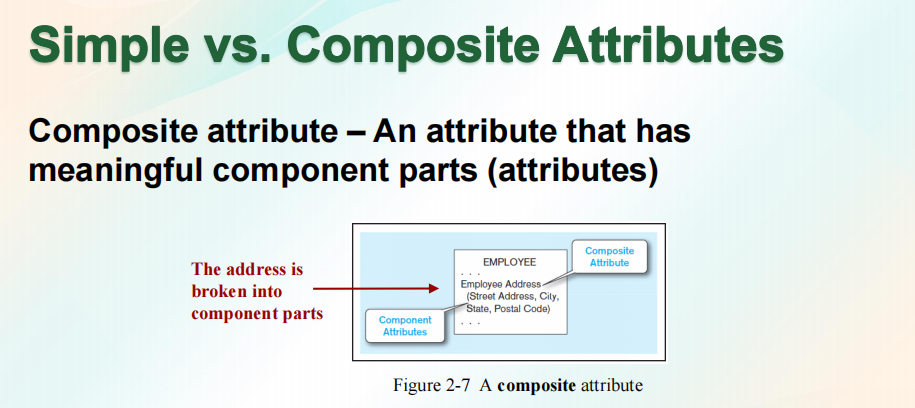 Simple vs. Composite Attributes
Composite attribute – An attribute that has
meaningful component parts (attributes)
The address is
broken into
component parts
EMPLOYEE
. . .
Employee Address
(Street Address, City,
State, Postal Code)
. . .
Composite
Attribute
Component
Attributes
Figure 2-7 A composite attribute